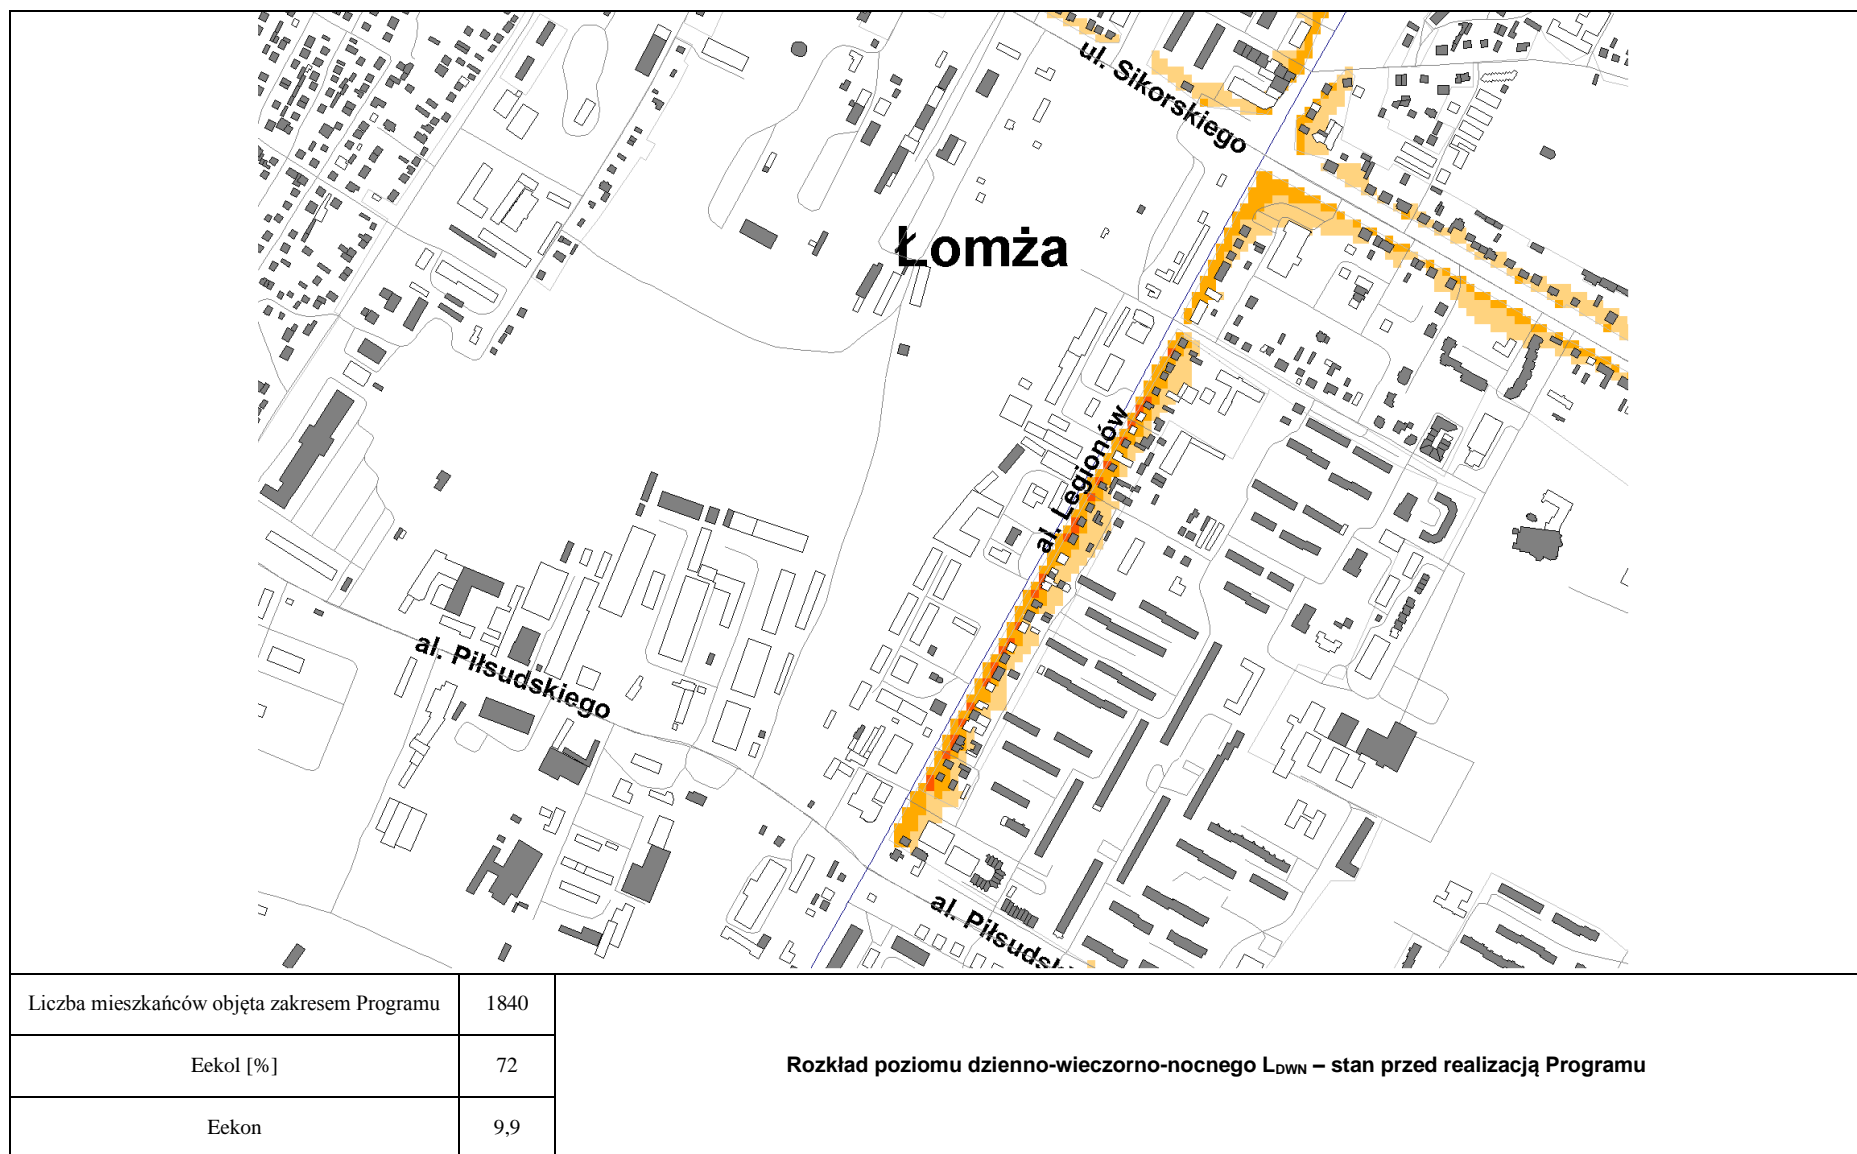 ul. Sikorskiego
Łomża
al. Legionów
al. Piłsudskiego
al. Piłsudski
Liczba mieszkańców objęta zakresem Programu 1840
Eekol [%] 72
Rozkład poziomu dzienno-wieczorno-nocnego LDWN – stan przed realizacją Programu
Eekon 9,9